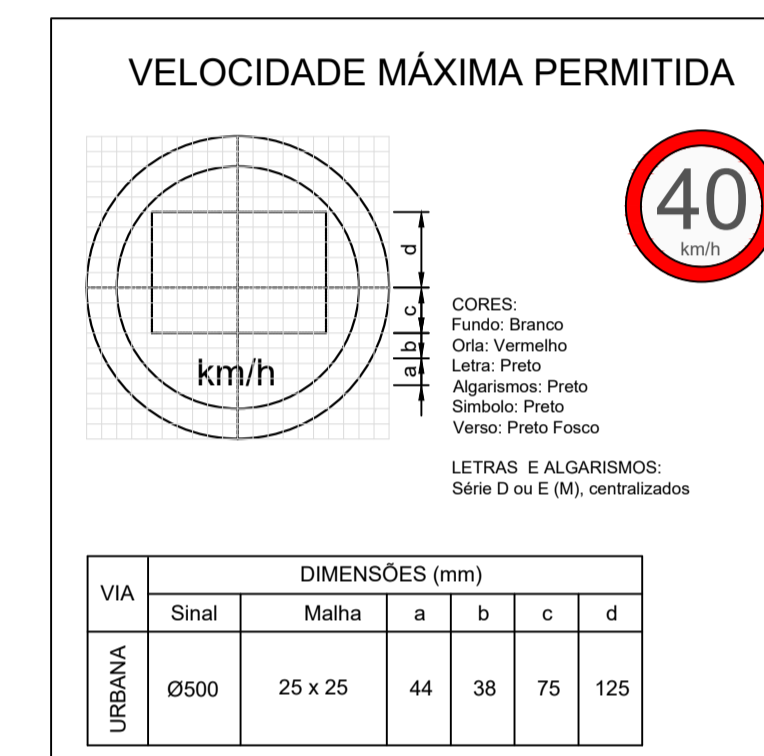 VELOCIDADE MÁXIMA PERMITIDA
40
km/h
d
c
b
a
km/h
CORES:
Fundo: Branco
Orla: Vermelho
Letra: Preto
Algarismos: Preto
Simbolo: Preto
Verso: Preto Fosco
LETRAS E ALGARISMOS:
Série D ou E (M), centralizados
VIA DIMENSÕES (mm)
Sinal Malha a b c d
URBANA Ø500 25 x 25 44 38 75 125